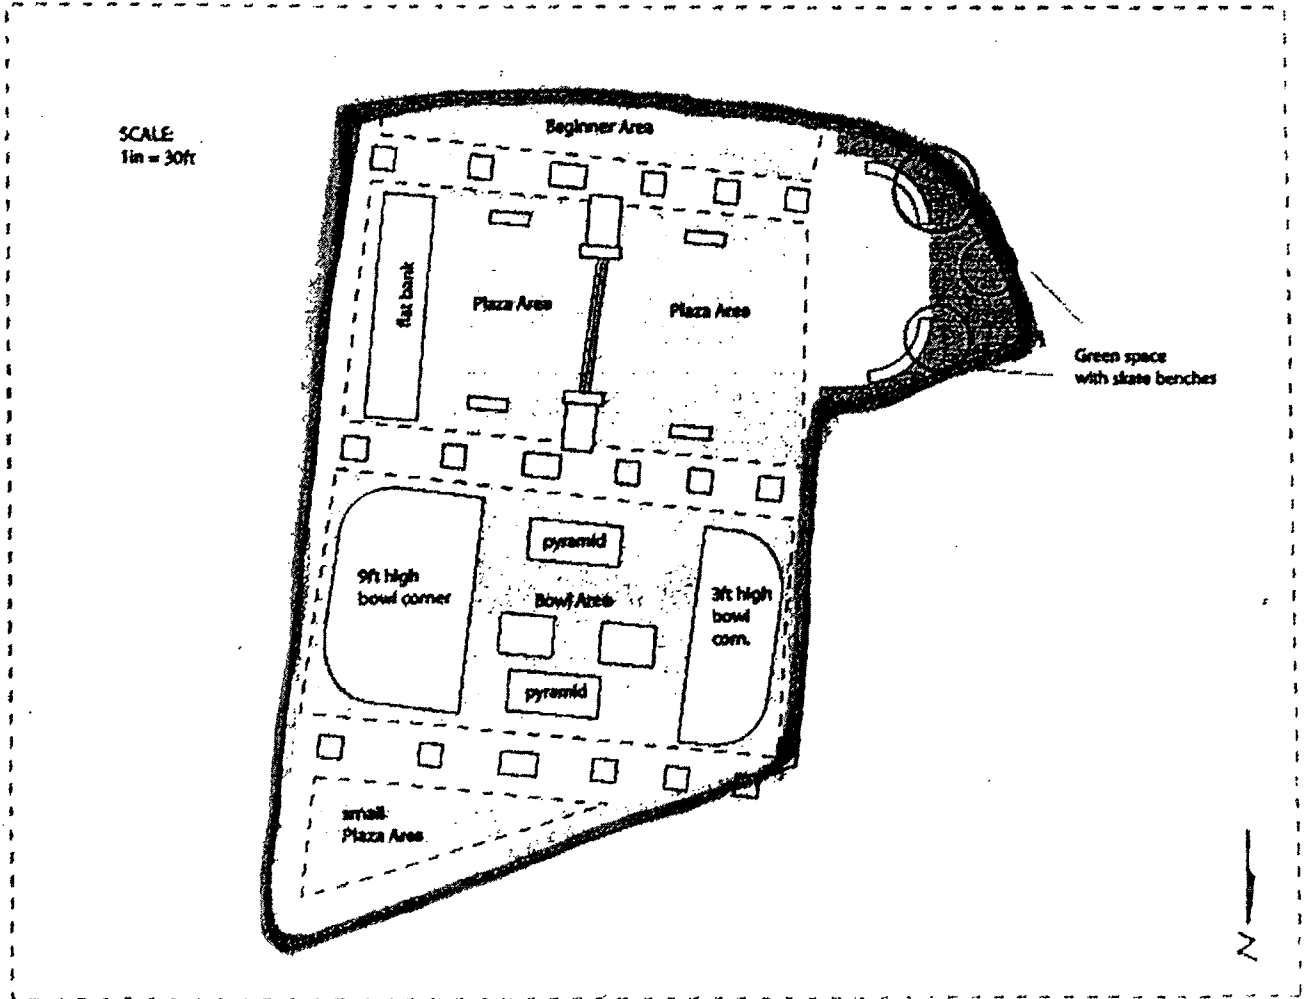 SCALE:
1in = 30ft
Beginner Area
flat bank
Plaza Area
Plaza Area
Green space
with skate benches
pyramid
9ft high
bowl corner
Bowl Area
3ft high
bowl
corn.
pyramid
small
Plaza Area
N